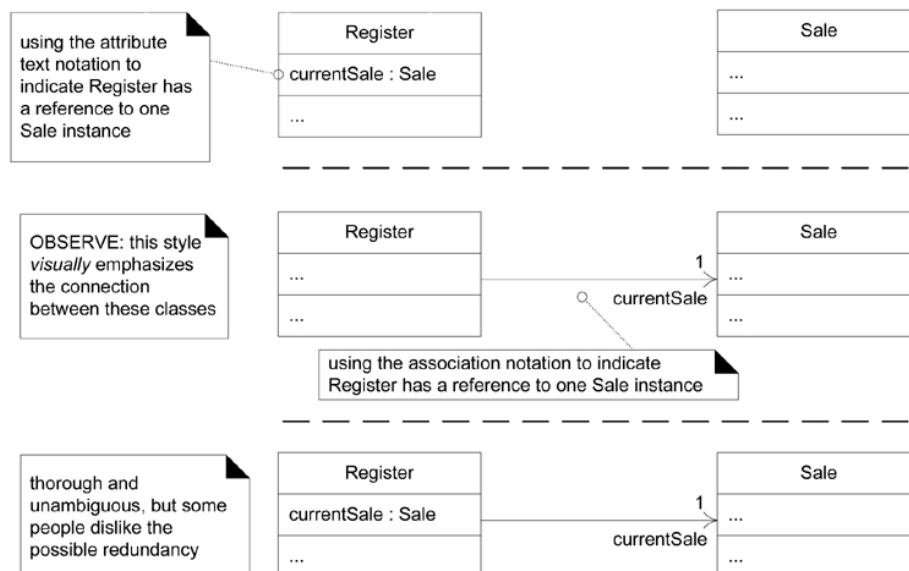 using the attribute
text notation to
indicate Register has
a reference to one
Sale instance
Register
currentSale : Sale
...
Sale
...
...
OBSERVE: this style
visually emphasizes
the connection
between these classes
Register
...
...
1
currentSale
Sale
...
...
using the association notation to indicate
Register has a reference to one Sale instance
thorough and
unambiguous, but some
people dislike the
possible redundancy
Register
currentSale : Sale
...
1
currentSale
Sale
...
...